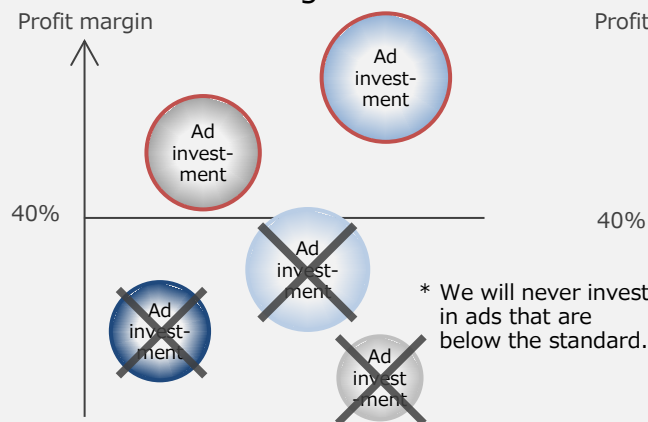 Profit margin
Profit
Ad
invest-
ment
Ad
invest-
ment
40%
40%
Ad
invest-
ment
* We will never invest
in ads that are
below the standard.
Ad
invest-
ment
Ad
invest
-ment